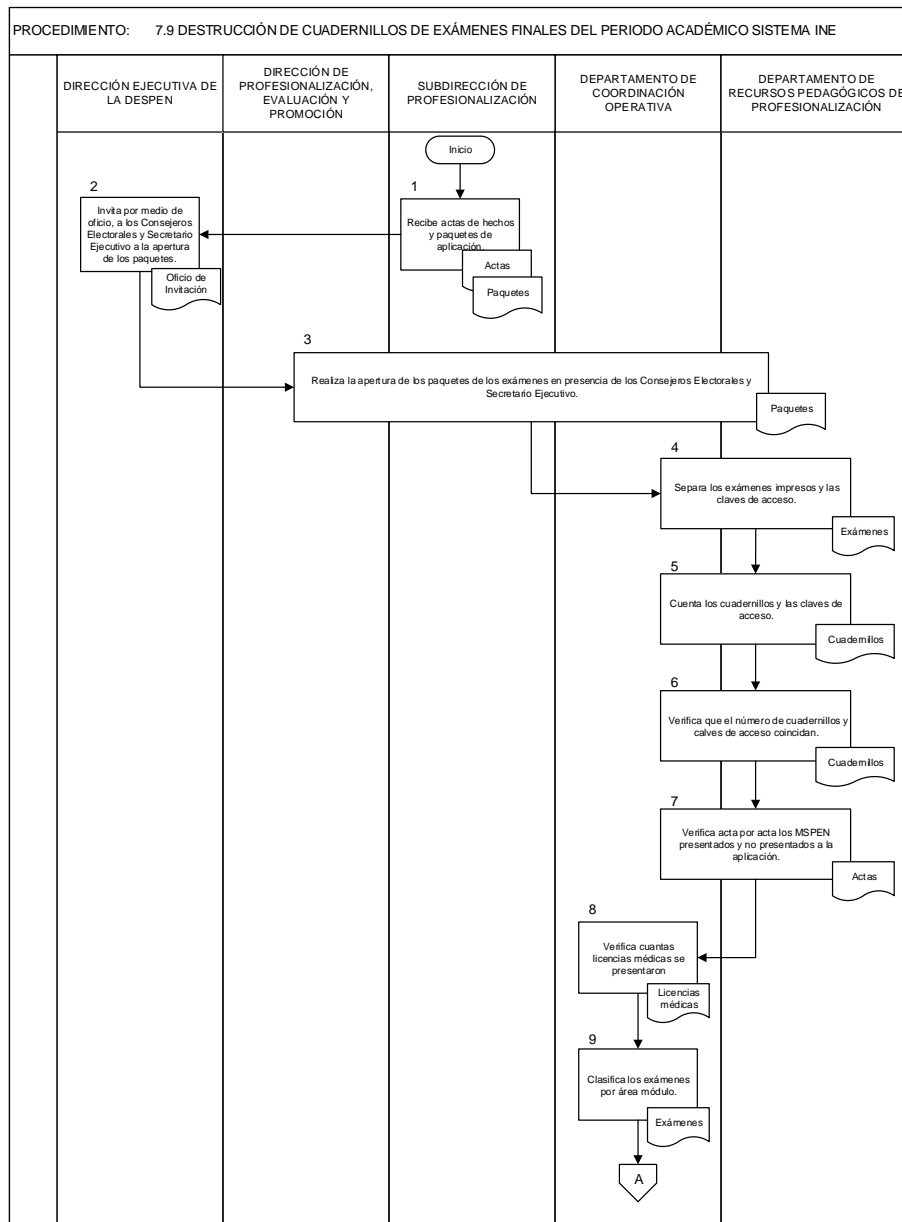 PROCEDIMIENTO: 7.9 DESTRUCCIÓN DE CUADERNILLOS DE EXÁMENES FINALES DEL PERIODO ACADÉMICO SISTEMA INE
DIRECCIÓN EJECUTIVA DE
LA DESPEN
DIRECCIÓN DE
PROFESIONALIZACIÓN,
EVALUACIÓN Y
PROMOCIÓN
SUBDIRECCIÓN DE
PROFESIONALIZACIÓN
DEPARTAMENTO DE
COORDINACIÓN
OPERATIVA
DEPARTAMENTO DE
RECURSOS PEDAGÓGICOS DE
PROFESIONALIZACIÓN
Inicio
1
Recibe actas de hechos
y paquetes de
aplicación.
Actas
Paquetes
2
Invita por medio de
oficio, a los Consejeros
Electorales y Secretario
Ejecutivo a la apertura
de los paquetes.
Oficio de
Invitación
3
Realiza la apertura de los paquetes de los exámenes en presencia de los Consejeros Electorales y
Secretario Ejecutivo.
Paquetes
4
Separa los exámenes impresos y las
claves de acceso.
Exámenes
5
Cuenta los cuadernillos y las claves de
acceso.
Cuadernillos
6
Verifica que el número de cuadernillos y
calves de acceso coincidan.
Cuadernillos
7
Verifica acta por acta los MSPEN
presentados y no presentados a la
aplicación.
Actas
8
Verifica cuantas
licencias médicas se
presentaron
Licencias
médicas
9
Clasifica los exámenes
por área módulo.
Exámenes
A